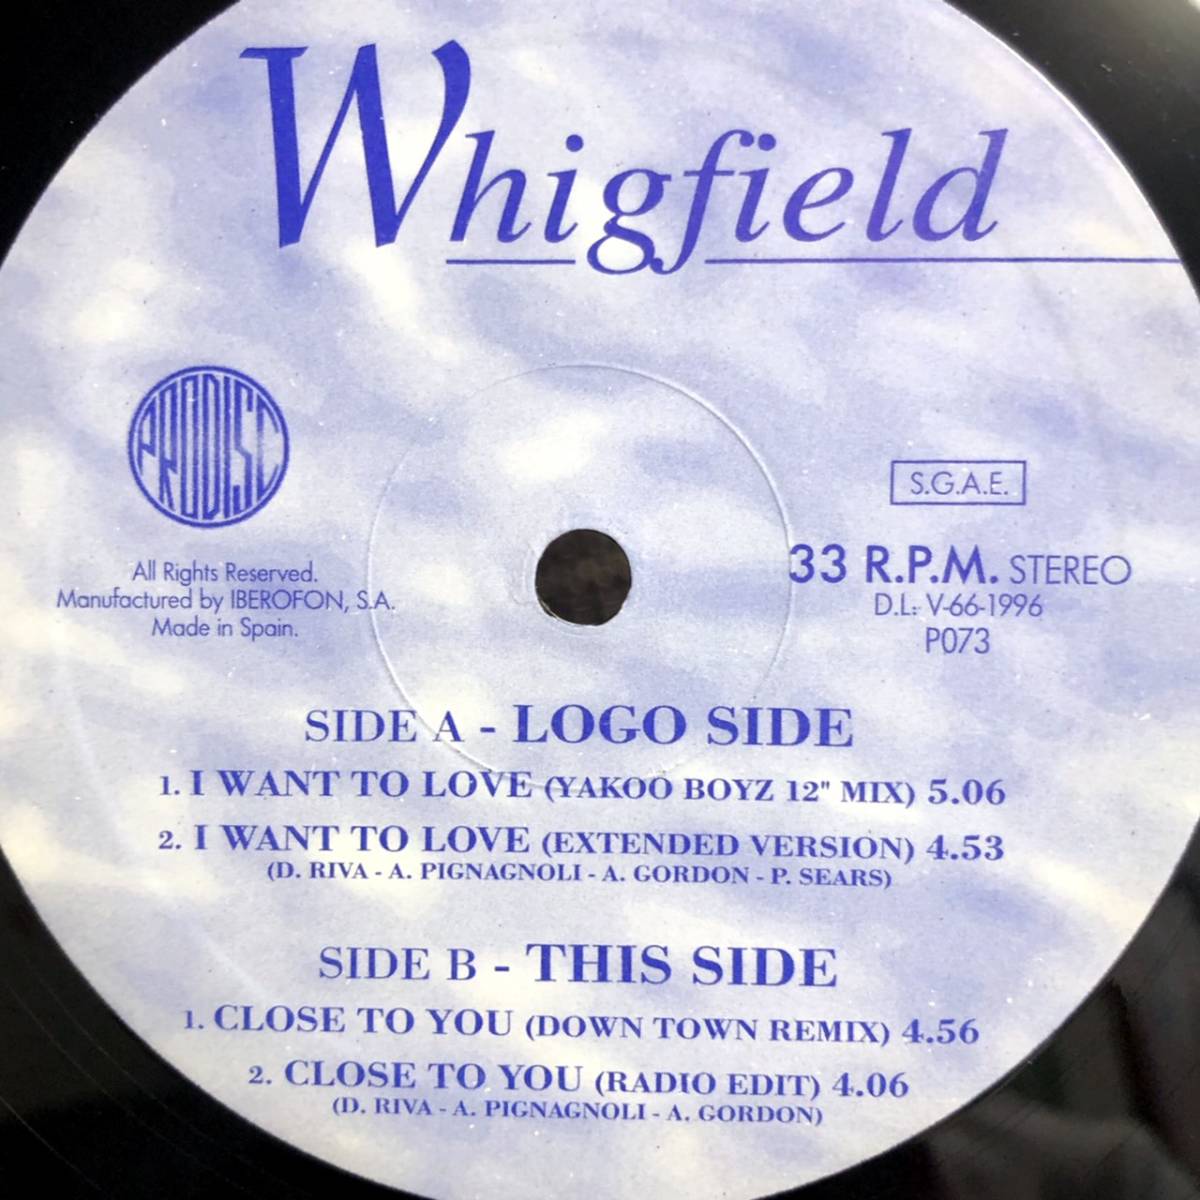 Whigfield
PRODISC
S.G.A.E.
All Rights Reserved.
Manufactured by IBEROFON, S.A.
Made in Spain.
33 R.P.M. STEREO
D.L.: V-66-1996
P073
SIDE A - LOGO SIDE
1. I WANT TO LOVE (YAKOO BOYZ 12" MIX) 5.06
2. I WANT TO LOVE (EXTENDED VERSION) 4.53
(D. RIVA - A. PIGNAGNOLI - A. GORDON - P. SEARS)
SIDE B - THIS SIDE
1. CLOSE TO YOU (DOWN TOWN REMIX) 4.56
2. CLOSE TO YOU (RADIO EDIT) 4.06
(D. RIVA - A. PIGNAGNOLI - A. GORDON)